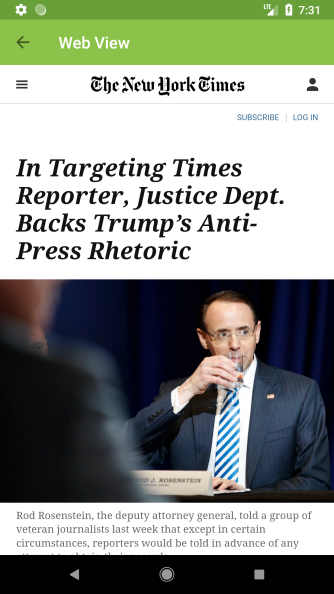 7:31
Web View
The New York Times
SUBSCRIBE LOG IN
In Targeting Times
Reporter, Justice Dept.
Backs Trump’s Anti-
Press Rhetoric
ROD J. ROSENSTEIN
Rod Rosenstein, the deputy attorney general, told a group of
veteran journalists last week that except in certain
circumstances, reporters would be told in advance of any